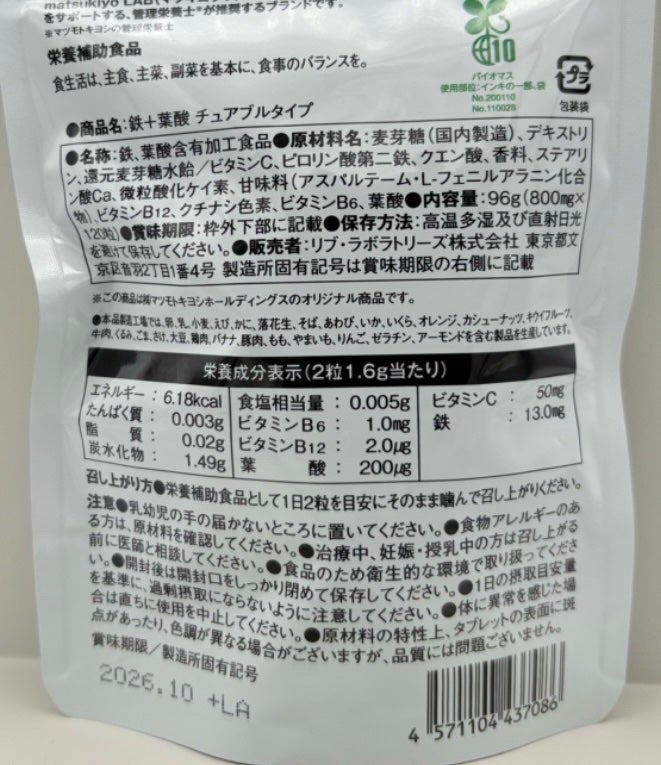 matsukiyo LAB(マツキヨラボ)
をサポートする、管理栄養士*が推奨するブランドです。
※マツモトキヨシの管理栄養士
栄養補助食品
食生活は、主食、主菜、副菜を基本に、食事のバランスを。
10
バイオマス
使用部位:インキの一部、袋
No.200110
No.110028
プラ
包装袋
●商品名:鉄+葉酸 チュアブルタイプ
●名称:鉄、葉酸含有加工食品●原材料名:麦芽糖(国内製造)、デキストリ
ン、還元麦芽糖水飴/ビタミンC、ピロリン酸第二鉄、クエン酸、香料、ステアリ
ン酸Ca、微粒酸化ケイ素、甘味料(アスパルテーム・L-フェニルアラニン化合
物)、ビタミンB12、クチナシ色素、ビタミンB6、葉酸●内容量:96g(800mg×
120粒)●賞味期限:枠外下部に記載●保存方法:高温多湿及び直射日光
を避けて保存してください。●販売者:リブ・ラボラトリーズ株式会社 東京都文
京区音羽2丁目1番4号 製造所固有記号は賞味期限の右側に記載
※この商品は㈱マツモトキヨシホールディングスのオリジナル商品です。
●本品製造工場では、卵、乳、小麦、えび、かに、落花生、そば、あわび、いか、いくら、オレンジ、カシューナッツ、キウイフルーツ、
牛肉、くるみ、ごま、さけ、大豆、鶏肉、バナナ、豚肉、もも、やまいも、りんご、ゼラチン、アーモンドを含む製品を生産しています。
栄養成分表示(2粒1.6g当たり)
エネルギー:6.18kcal
たんぱく質:0.003g
脂質:0.02g
炭水化物:1.49g
食塩相当量:0.005g
ビタミンB6:1.0mg
ビタミンB12:2.0μg
葉酸:200μg
ビタミンC:50mg
鉄:13.0mg
召し上がり方●栄養補助食品として1日2粒を目安にそのまま噛んで召し上がりください。
注意●乳幼児の手の届かないところに置いてください。●食物アレルギーのあ
る方は、原材料を確認してください。●治療中、妊娠・授乳中の方は召し上がる
前に医師と相談してください。●食品のため衛生的な環境で取り扱ってくださ
い。●開封後は開封口をしっかり閉めて保存してください。●1日の摂取目安量
を基準に、過剰摂取にならないように注意してください。●体に異常を感じた場
合は直ちに使用を中止してください。●原材料の特性上、タブレットの表面に斑
点があったり、色調が異なる場合がございますが、品質には問題ございません。
賞味期限/製造所固有記号
2026.10 +LA
4 571104 437086